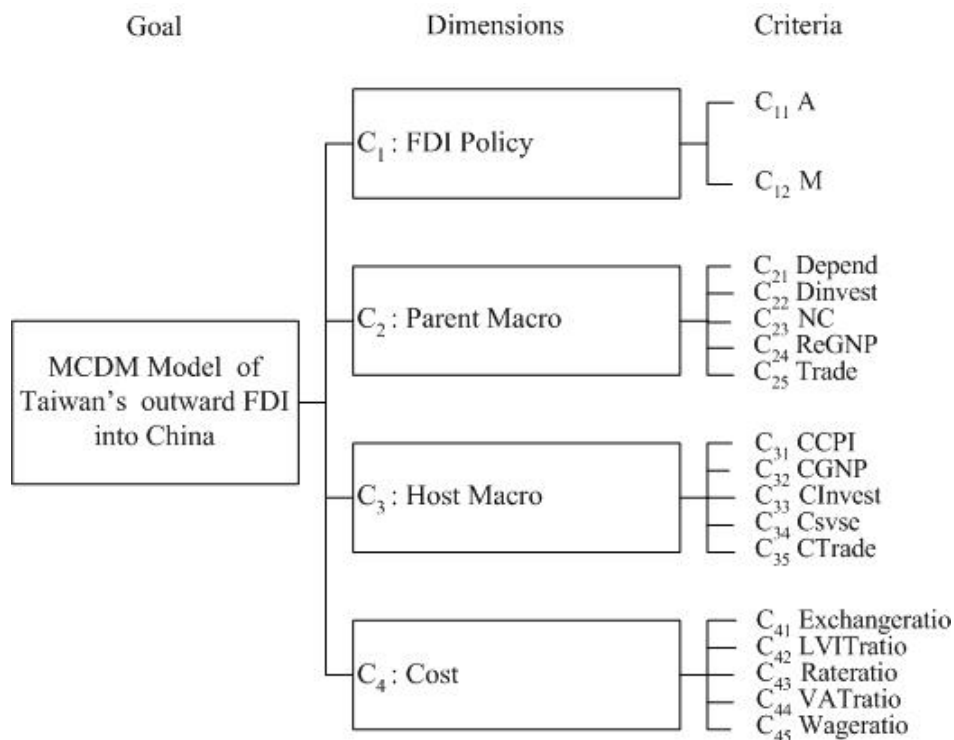 Goal
Dimensions
Criteria
MCDM Model of
Taiwan's outward FDI
into China
C₁ : FDI Policy
C₁₁ A
C₁₂ M
C₂ : Parent Macro
C₂₁ Depend
C₂₂ Dinvest
C₂₃ NC
C₂₄ ReGNP
C₂₅ Trade
C₃ : Host Macro
C₃₁ CCPI
C₃₂ CGNP
C₃₃ CInvest
C₃₄ Csvsc
C₃₅ CTrade
C₄ : Cost
C₄₁ Exchangeratio
C₄₂ LVITratio
C₄₃ Rateratio
C₄₄ VATratio
C₄₅ Wageratio